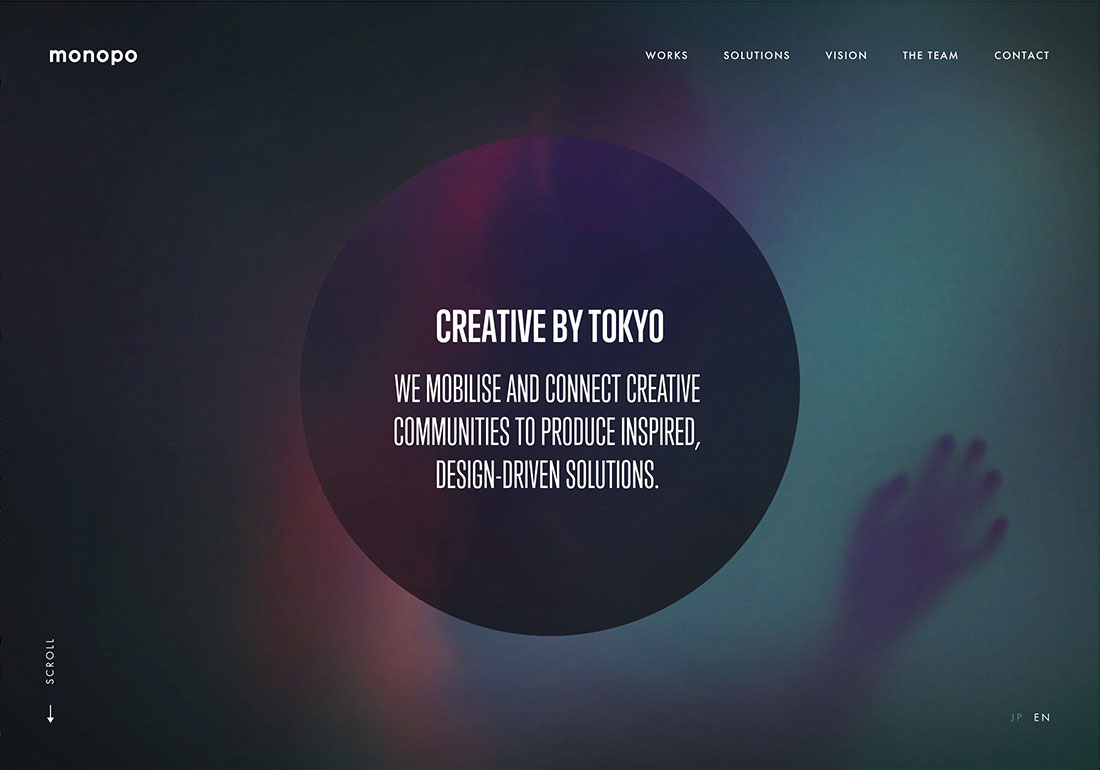 monopo
WORKS SOLUTIONS VISION THE TEAM CONTACT
CREATIVE BY TOKYO
WE MOBILISE AND CONNECT CREATIVE
COMMUNITIES TO PRODUCE INSPIRED,
DESIGN-DRIVEN SOLUTIONS.
SCROLL
JP EN